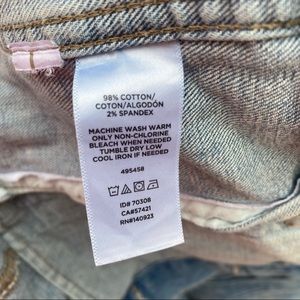 98% COTTON/
COTON/ALGODÓN
2% SPANDEX
MACHINE WASH WARM
ONLY NON-CHLORINE
BLEACH WHEN NEEDED
TUMBLE DRY LOW
COOL IRON IF NEEDED
495458
ID# 70308
CA#57421
RN#140923